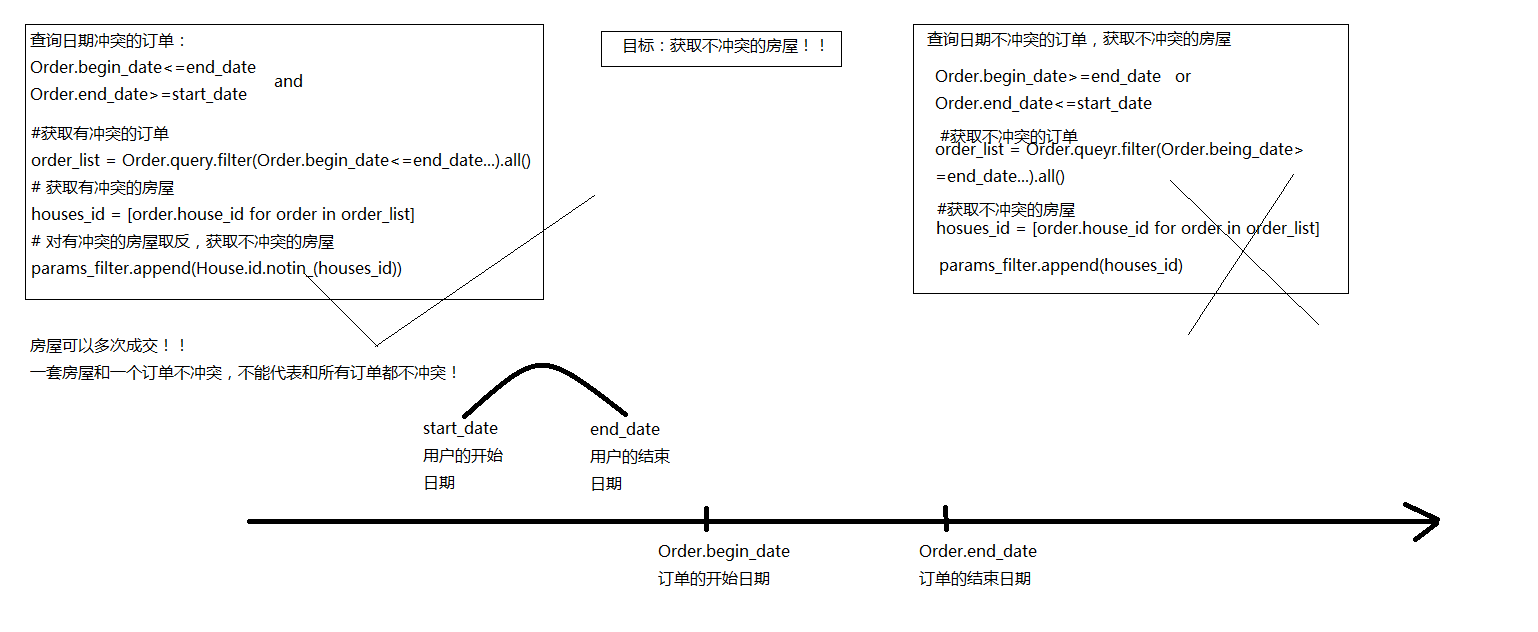 查询日期冲突的订单：
Order.begin_date<=end_date
and
Order.end_date>=start_date
#获取有冲突的订单
order_list = Order.query.filter(Order.begin_date<=end_date...).all()
# 获取有冲突的房屋
houses_id = [order.house_id for order in order_list]
# 对有冲突的房屋取反，获取不冲突的房屋
params_filter.append(House.id.notin_(houses_id))
目标：获取不冲突的房屋！！
查询日期不冲突的订单，获取不冲突的房屋
Order.begin_date>=end_date or
Order.end_date<=start_date
#获取不冲突的订单
order_list = Order.queyr.filter(Order.being_date>
=end_date...).all()
#获取不冲突的房屋
hosues_id = [order.house_id for order in order_list]
params_filter.append(houses_id)
房屋可以多次成交！！
一套房屋和一个订单不冲突，不能代表和所有订单都不冲突！
start_date
用户的开始
日期
end_date
用户的结束
日期
Order.begin_date
订单的开始日期
Order.end_date
订单的结束日期